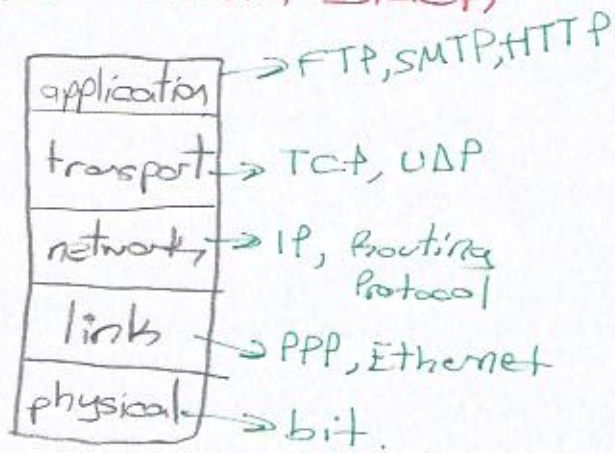 application → FTP, SMTP, HTTP
transport → TCP, UDP
network → IP, Routing
Protocol
link → PPP, Ethernet
physical → bit.